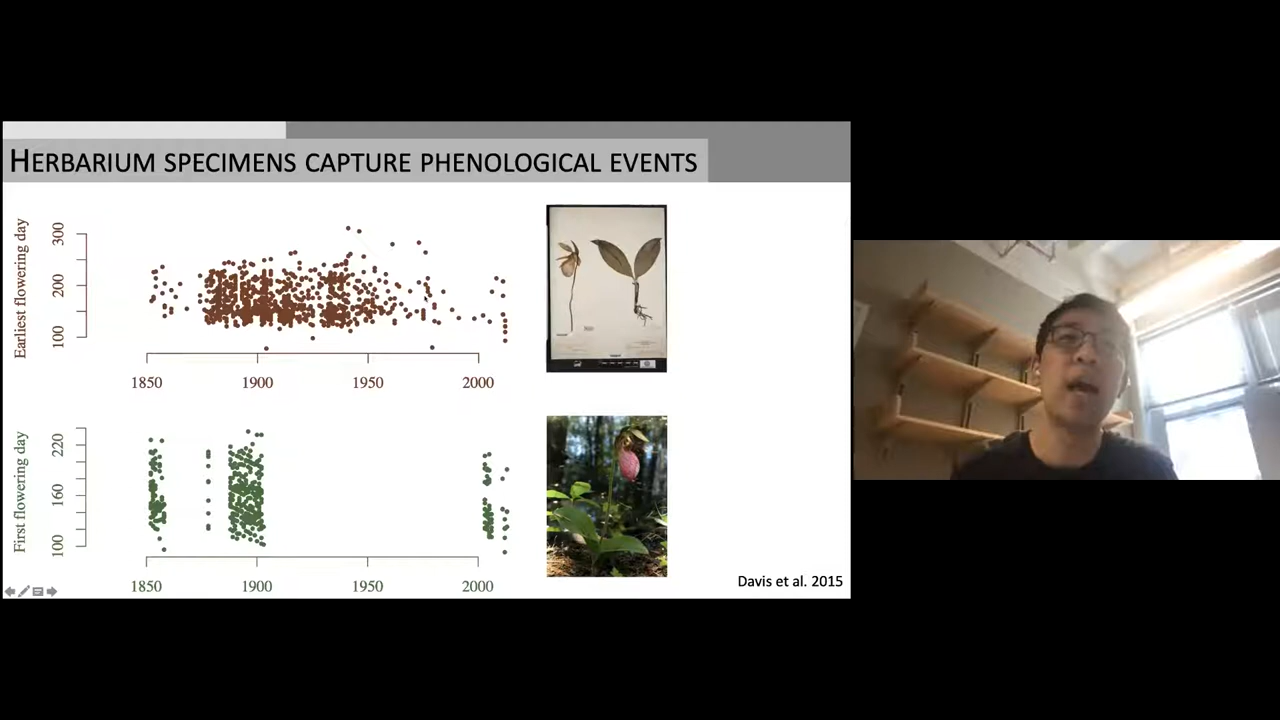 HERBARIUM SPECIMENS CAPTURE PHENOLOGICAL EVENTS
Earliest flowering day
300
200
100
1850 1900 1950 2000
First flowering day
220
160
100
1850 1900 1950 2000
Davis et al. 2015